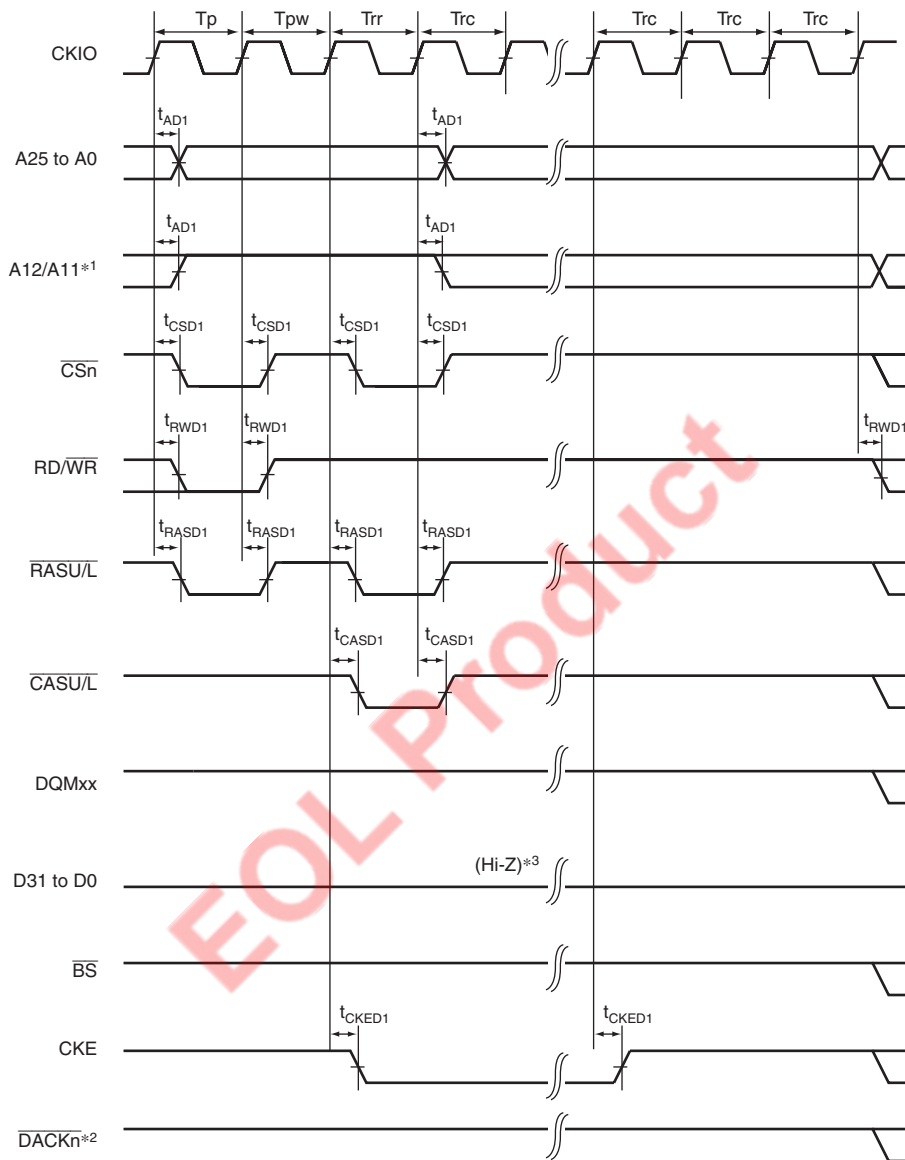 Tp Tpw Trr Trc Trc Trc Trc
CKIO
tAD1 tAD1
A25 to A0
tAD1 tAD1
A12/A11*1
tCSD1 tCSD1 tCSD1 tCSD1
CSn
tRWD1 tRWD1 tRWD1
RD/WR
tRASD1 tRASD1 tRASD1 tRASD1
RASU/L
tCASD1 tCASD1
CASU/L
DQMxx
(Hi-Z)*3
D31 to D0
BS
tCKED1 tCKED1
CKE
DACKn*2
EOL Product